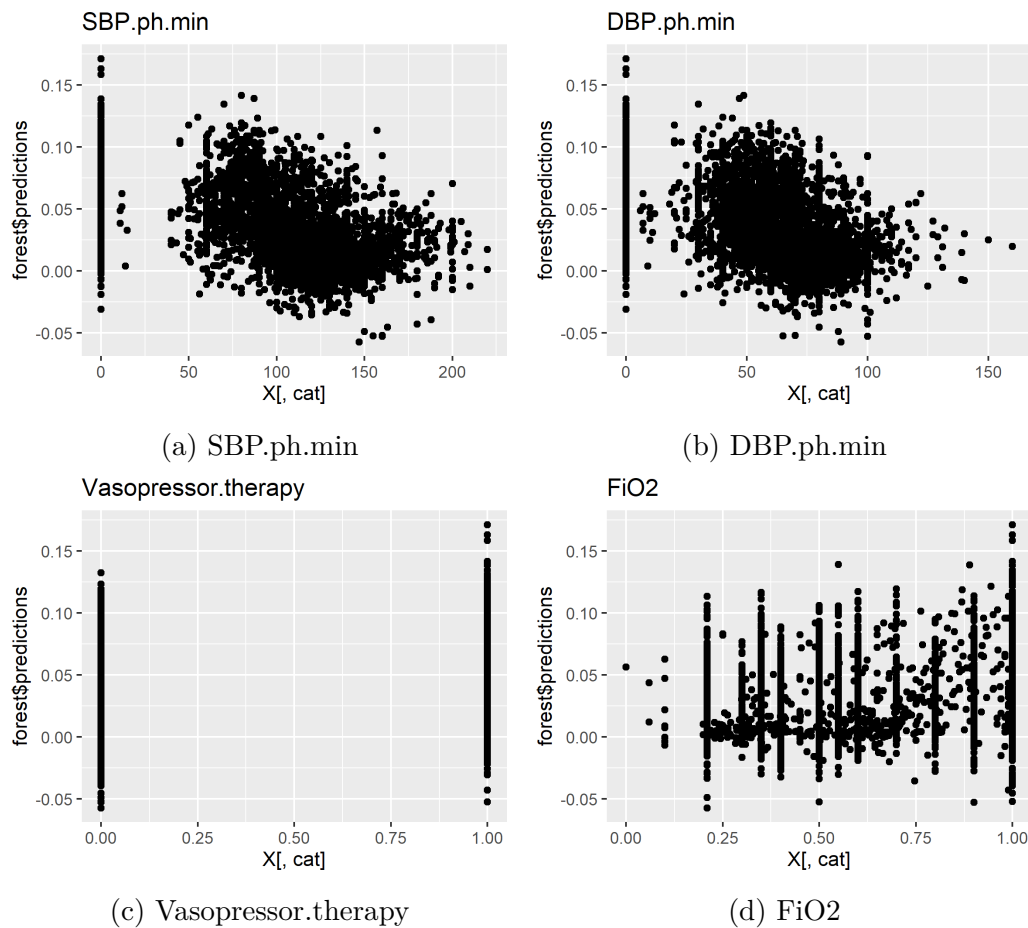 SBP.ph.min
forest$predictions
0.15
0.10
0.05
0.00
-0.05
0
50
100
150
200
X[, cat]
(a) SBP.ph.min
DBP.ph.min
forest$predictions
0.15
0.10
0.05
0.00
-0.05
0
50
100
150
X[, cat]
(b) DBP.ph.min
Vasopressor.therapy
forest$predictions
0.15
0.10
0.05
0.00
-0.05
0.00
0.25
0.50
0.75
1.00
X[, cat]
(c) Vasopressor.therapy
FiO2
forest$predictions
0.15
0.10
0.05
0.00
-0.05
0.00
0.25
0.50
0.75
1.00
X[, cat]
(d) FiO2